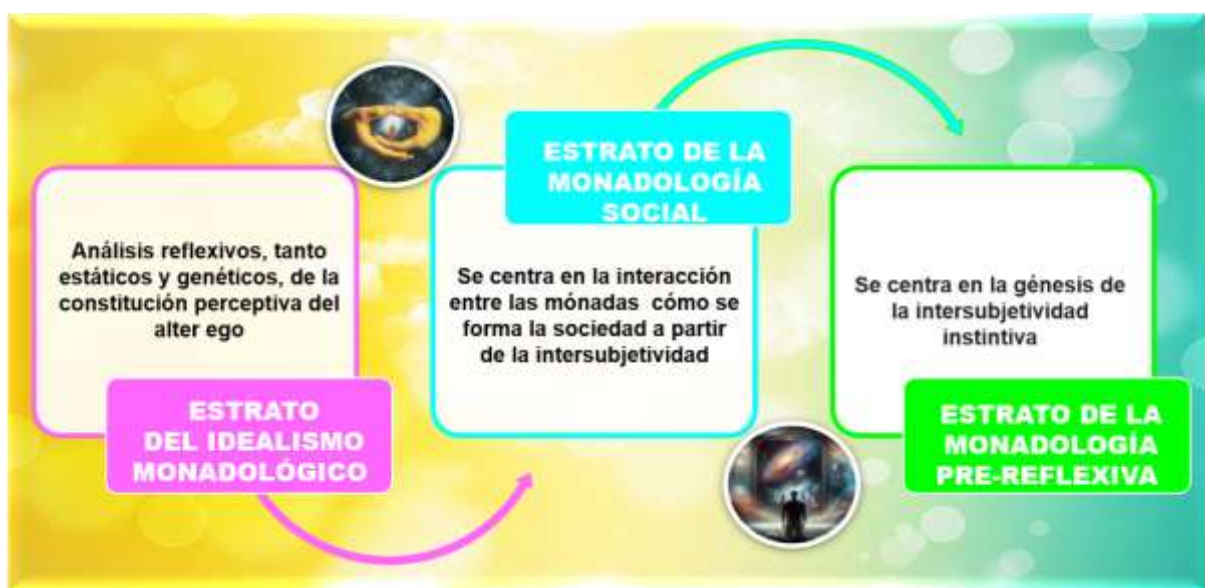 Análisis reflexivos, tanto
estáticos y genéticos, de la
constitución perceptiva del
alter ego
ESTRATO
DEL IDEALISMO
MONADOLÓGICO
ESTRATO DE LA
MONADOLOGÍA
SOCIAL
Se centra en la interacción
entre las mónadas cómo se
forma la sociedad a partir
de la intersubjetividad
Se centra en la génesis de
la intersubjetividad
instintiva
ESTRATO DE LA
MONADOLOGÍA
PRE-REFLEXIVA